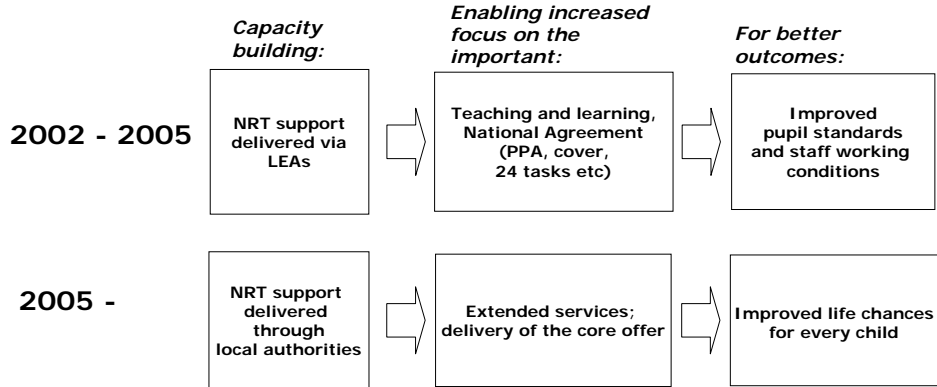 Capacity
building:
Enabling increased
focus on the
important:
For better
outcomes:
2002 - 2005
NRT support
delivered via
LEAs
Teaching and learning,
National Agreement
(PPA, cover,
24 tasks etc)
Improved
pupil standards
and staff working
conditions
2005 -
NRT support
delivered
through
local authorities
Extended services;
delivery of the core offer
Improved life chances
for every child